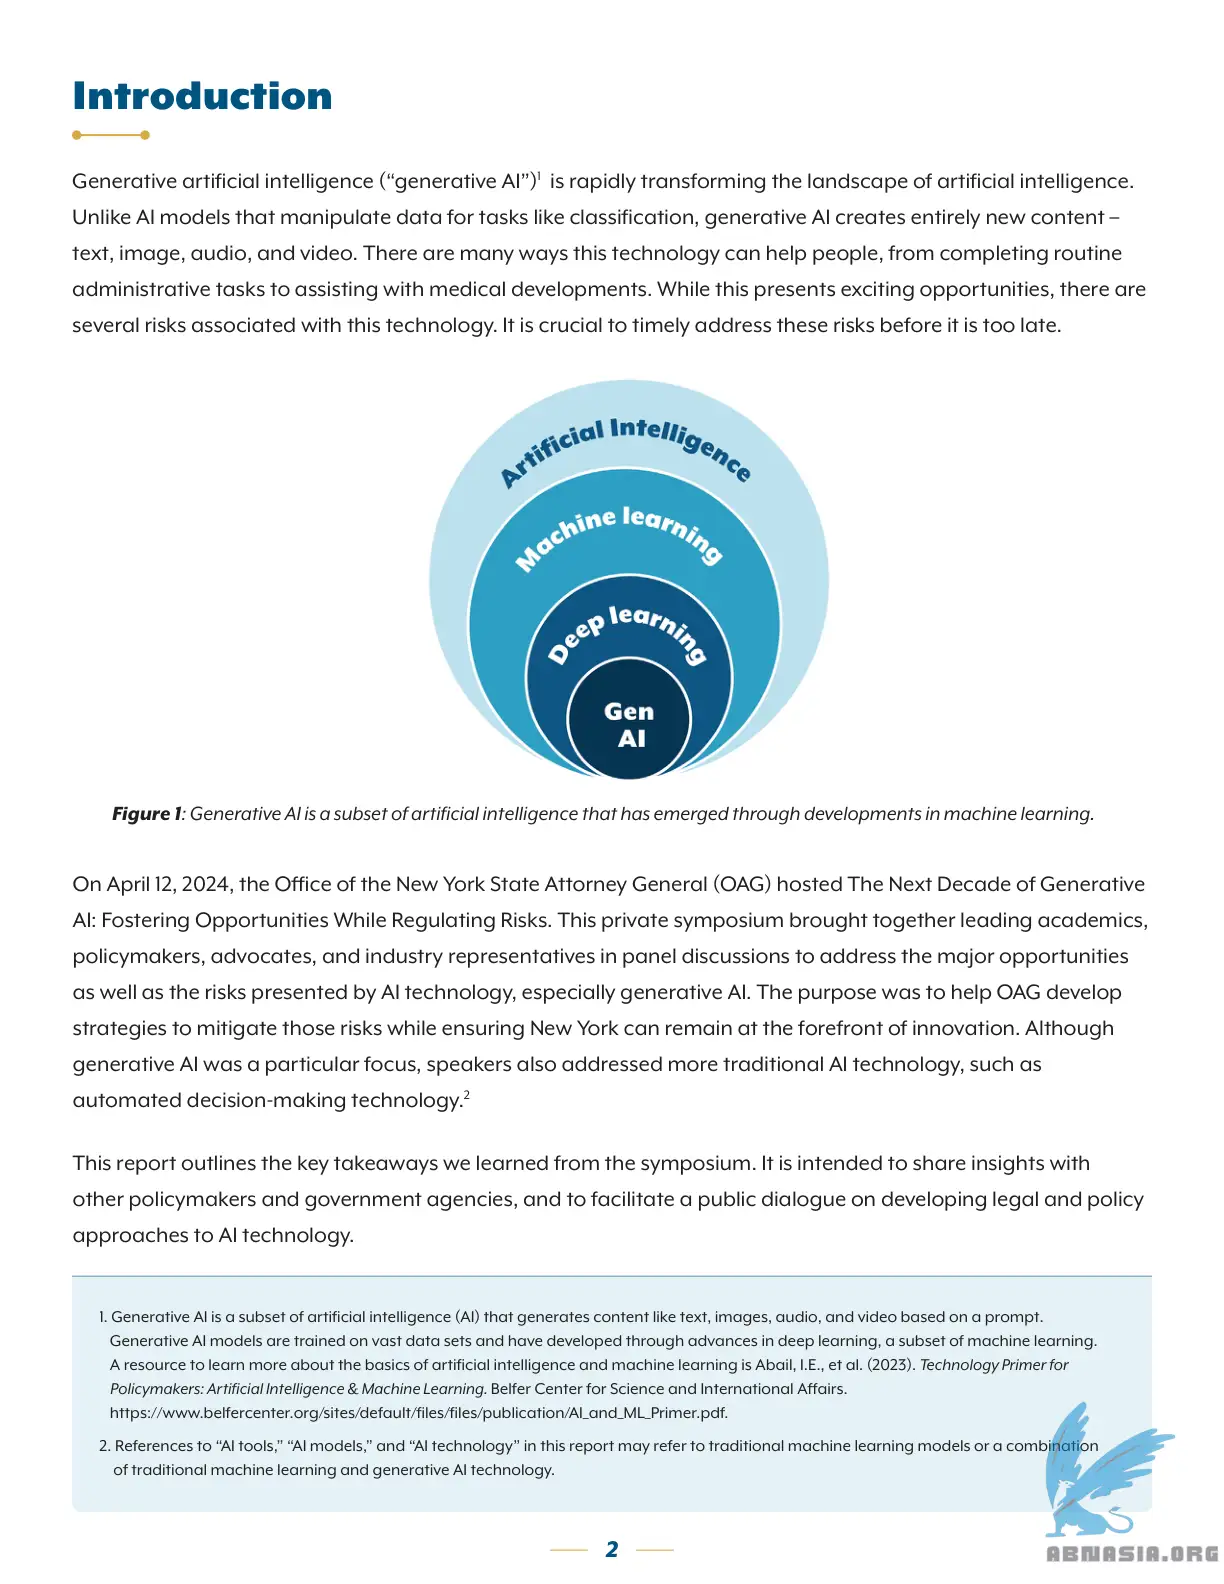 Introduction
Generative artificial intelligence (“generative AI”)1 is rapidly transforming the landscape of artificial intelligence.
Unlike AI models that manipulate data for tasks like classification, generative AI creates entirely new content –
text, image, audio, and video. There are many ways this technology can help people, from completing routine
administrative tasks to assisting with medical developments. While this presents exciting opportunities, there are
several risks associated with this technology. It is crucial to timely address these risks before it is too late.
Artificial Intelligence
Machine learning
Deep learning
Gen
AI
Figure 1: Generative AI is a subset of artificial intelligence that has emerged through developments in machine learning.
On April 12, 2024, the Office of the New York State Attorney General (OAG) hosted The Next Decade of Generative
AI: Fostering Opportunities While Regulating Risks. This private symposium brought together leading academics,
policymakers, advocates, and industry representatives in panel discussions to address the major opportunities
as well as the risks presented by AI technology, especially generative AI. The purpose was to help OAG develop
strategies to mitigate those risks while ensuring New York can remain at the forefront of innovation. Although
generative AI was a particular focus, speakers also addressed more traditional AI technology, such as
automated decision-making technology.2
This report outlines the key takeaways we learned from the symposium. It is intended to share insights with
other policymakers and government agencies, and to facilitate a public dialogue on developing legal and policy
approaches to AI technology.
1. Generative AI is a subset of artificial intelligence (AI) that generates content like text, images, audio, and video based on a prompt.
Generative AI models are trained on vast data sets and have developed through advances in deep learning, a subset of machine learning.
A resource to learn more about the basics of artificial intelligence and machine learning is Abail, I.E., et al. (2023). Technology Primer for
Policymakers: Artificial Intelligence & Machine Learning. Belfer Center for Science and International Affairs.
https://www.belfercenter.org/sites/default/files/files/publication/AI_and_ML_Primer.pdf.
2. References to “AI tools,” “AI models,” and “AI technology” in this report may refer to traditional machine learning models or a combination
of traditional machine learning and generative AI technology.
2
ABNASIA.ORG